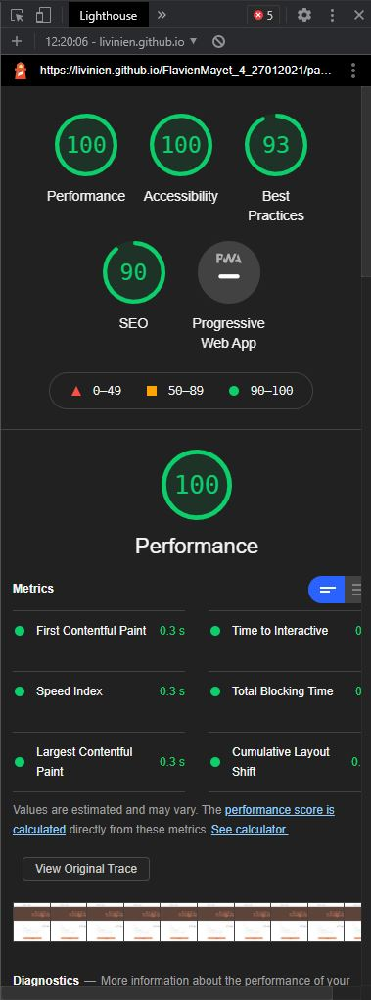 Lighthouse
5
12:20:06 - livinien.github.io
https://livinien.github.io/FlavienMayet_4_27012021/pa...
100
100
93
Performance
Accessibility
Best
Practices
90
PWA
SEO
Progressive
Web App
0–49
50–89
90–100
100
Performance
Metrics
First Contentful Paint
0.3 s
Time to Interactive
0
Speed Index
0.3 s
Total Blocking Time
0
Largest Contentful
Paint
0.3 s
Cumulative Layout
Shift
0.
Values are estimated and may vary. The performance score is
calculated directly from these metrics. See calculator.
View Original Trace
Diagnostics — More information about the performance of your